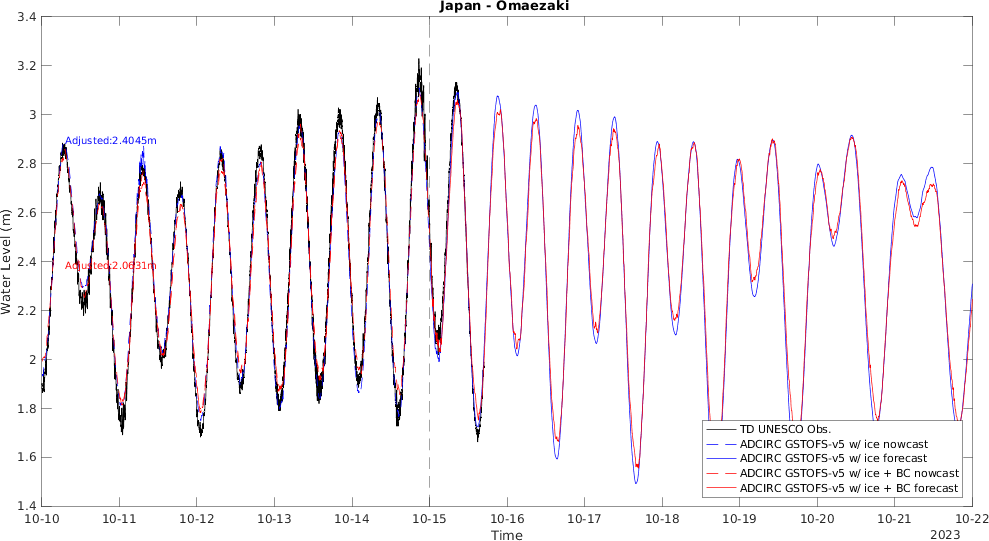 Japan - Omaezaki
3.4
3.2
3
2.8
2.6
2.4
2.2
2
1.8
1.6
1.4
Water Level (m)
Adjusted:2.4045m
Adjusted:2.0631m
TD UNESCO Obs.
ADCIRC GSTOFS-v5 w/ ice nowcast
ADCIRC GSTOFS-v5 w/ ice forecast
ADCIRC GSTOFS-v5 w/ ice + BC nowcast
ADCIRC GSTOFS-v5 w/ ice + BC forecast
10-10 10-11 10-12 10-13 10-14 10-15 10-16 10-17 10-18 10-19 10-20 10-21 10-22
Time
2023